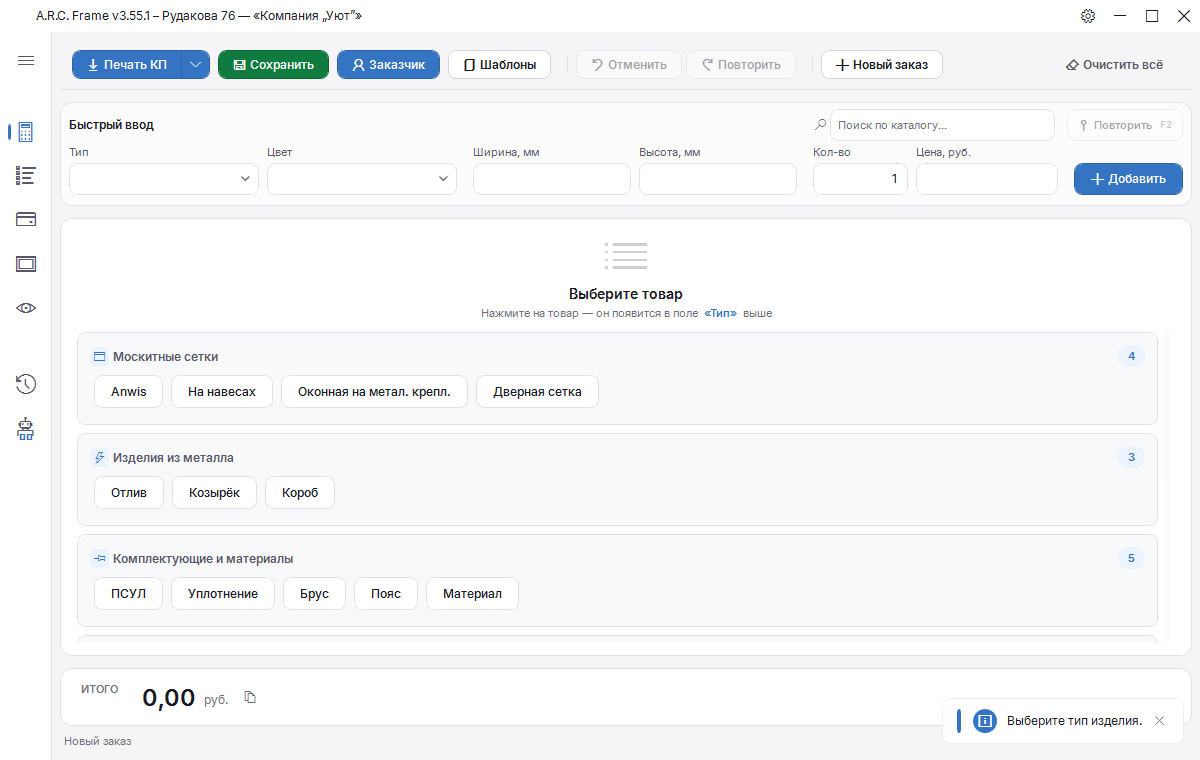 A.R.C. Frame v3.55.1 – Рудакова 76 — «Компания „Уют"»
Печать КП
Сохранить
Заказчик
Шаблоны
Отменить
Повторить
Новый заказ
Очистить всё
Быстрый ввод
Поиск по каталогу...
Повторить F2
Тип
Цвет
Ширина, мм
Высота, мм
Кол-во
Цена, руб.
1
Добавить
Выберите товар
Нажмите на товар — он появится в поле «Тип» выше
Москитные сетки
4
Anwis
На навесах
Оконная на метал. крепл.
Дверная сетка
Изделия из металла
3
Отлив
Козырёк
Короб
Комплектующие и материалы
5
ПСУЛ
Уплотнение
Брус
Пояс
Материал
ИТОГО
0,00 руб.
Выберите тип изделия.
Новый заказ